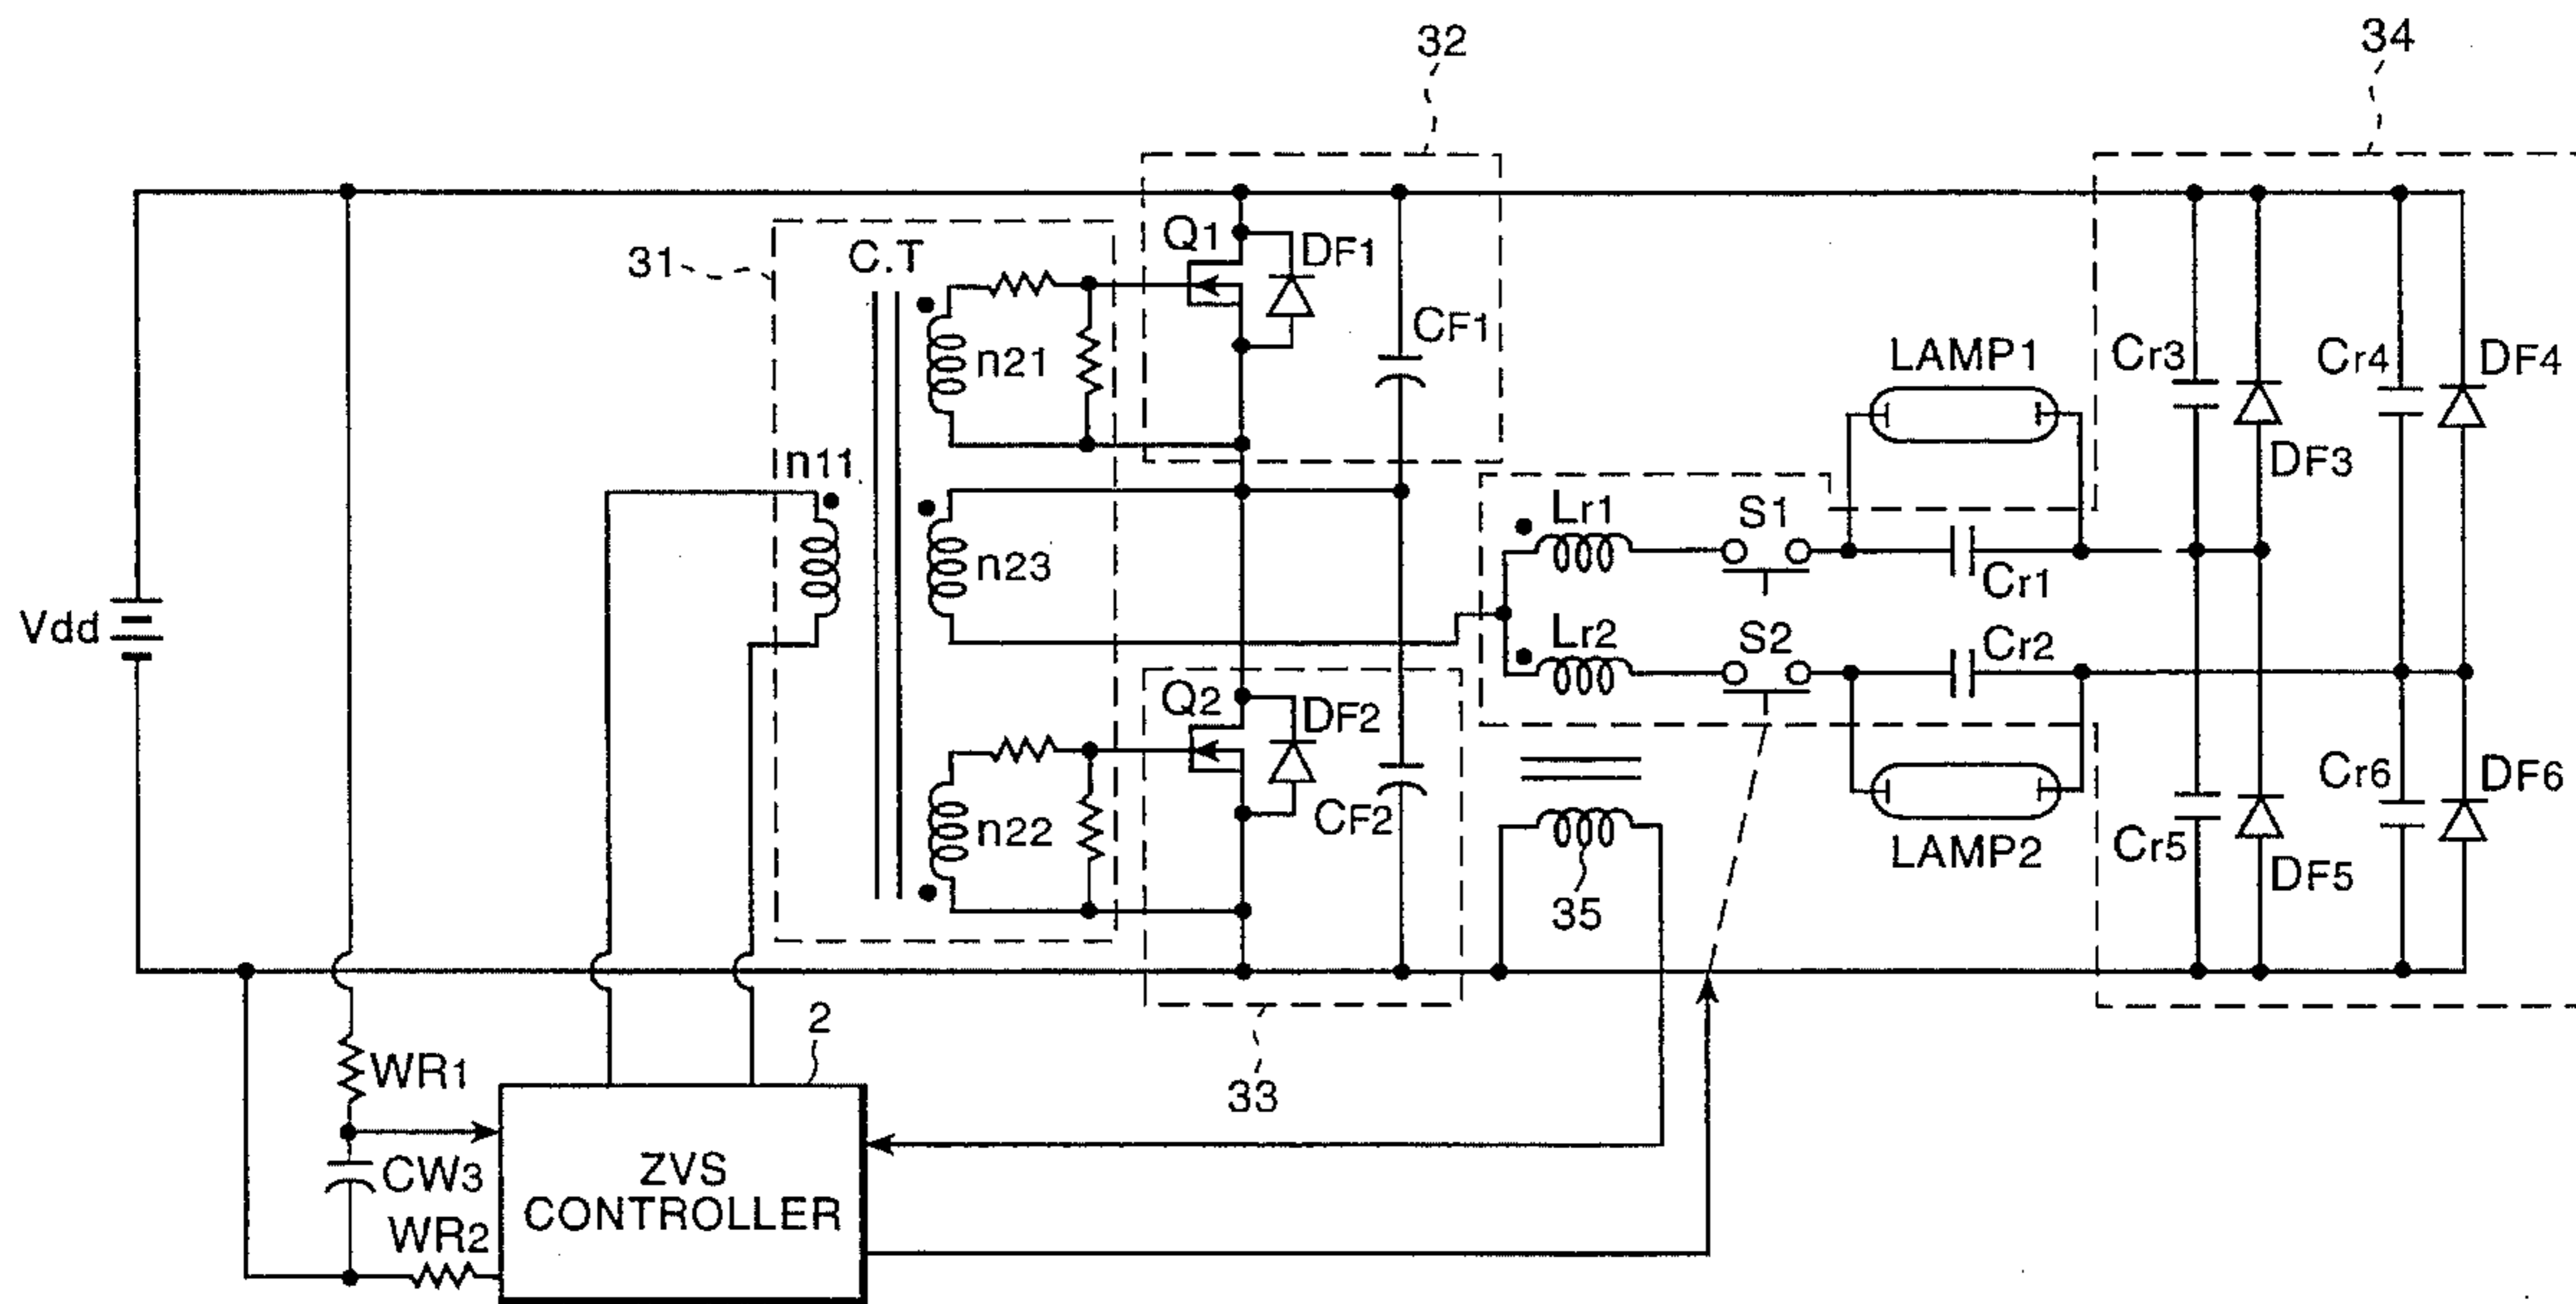 32
34
31
C.T
Q1
DF1
n21
CF1
LAMP1
Cr3
Cr4
DF4
DF3
n11
Lr1
S1
n23
Cr1
Vdd
Lr2
S2
Cr2
Q2
DF2
Cr6
DF6
n22
CF2
LAMP2
Cr5
DF5
35
2
WR1
33
CW3
ZVS
CONTROLLER
WR2